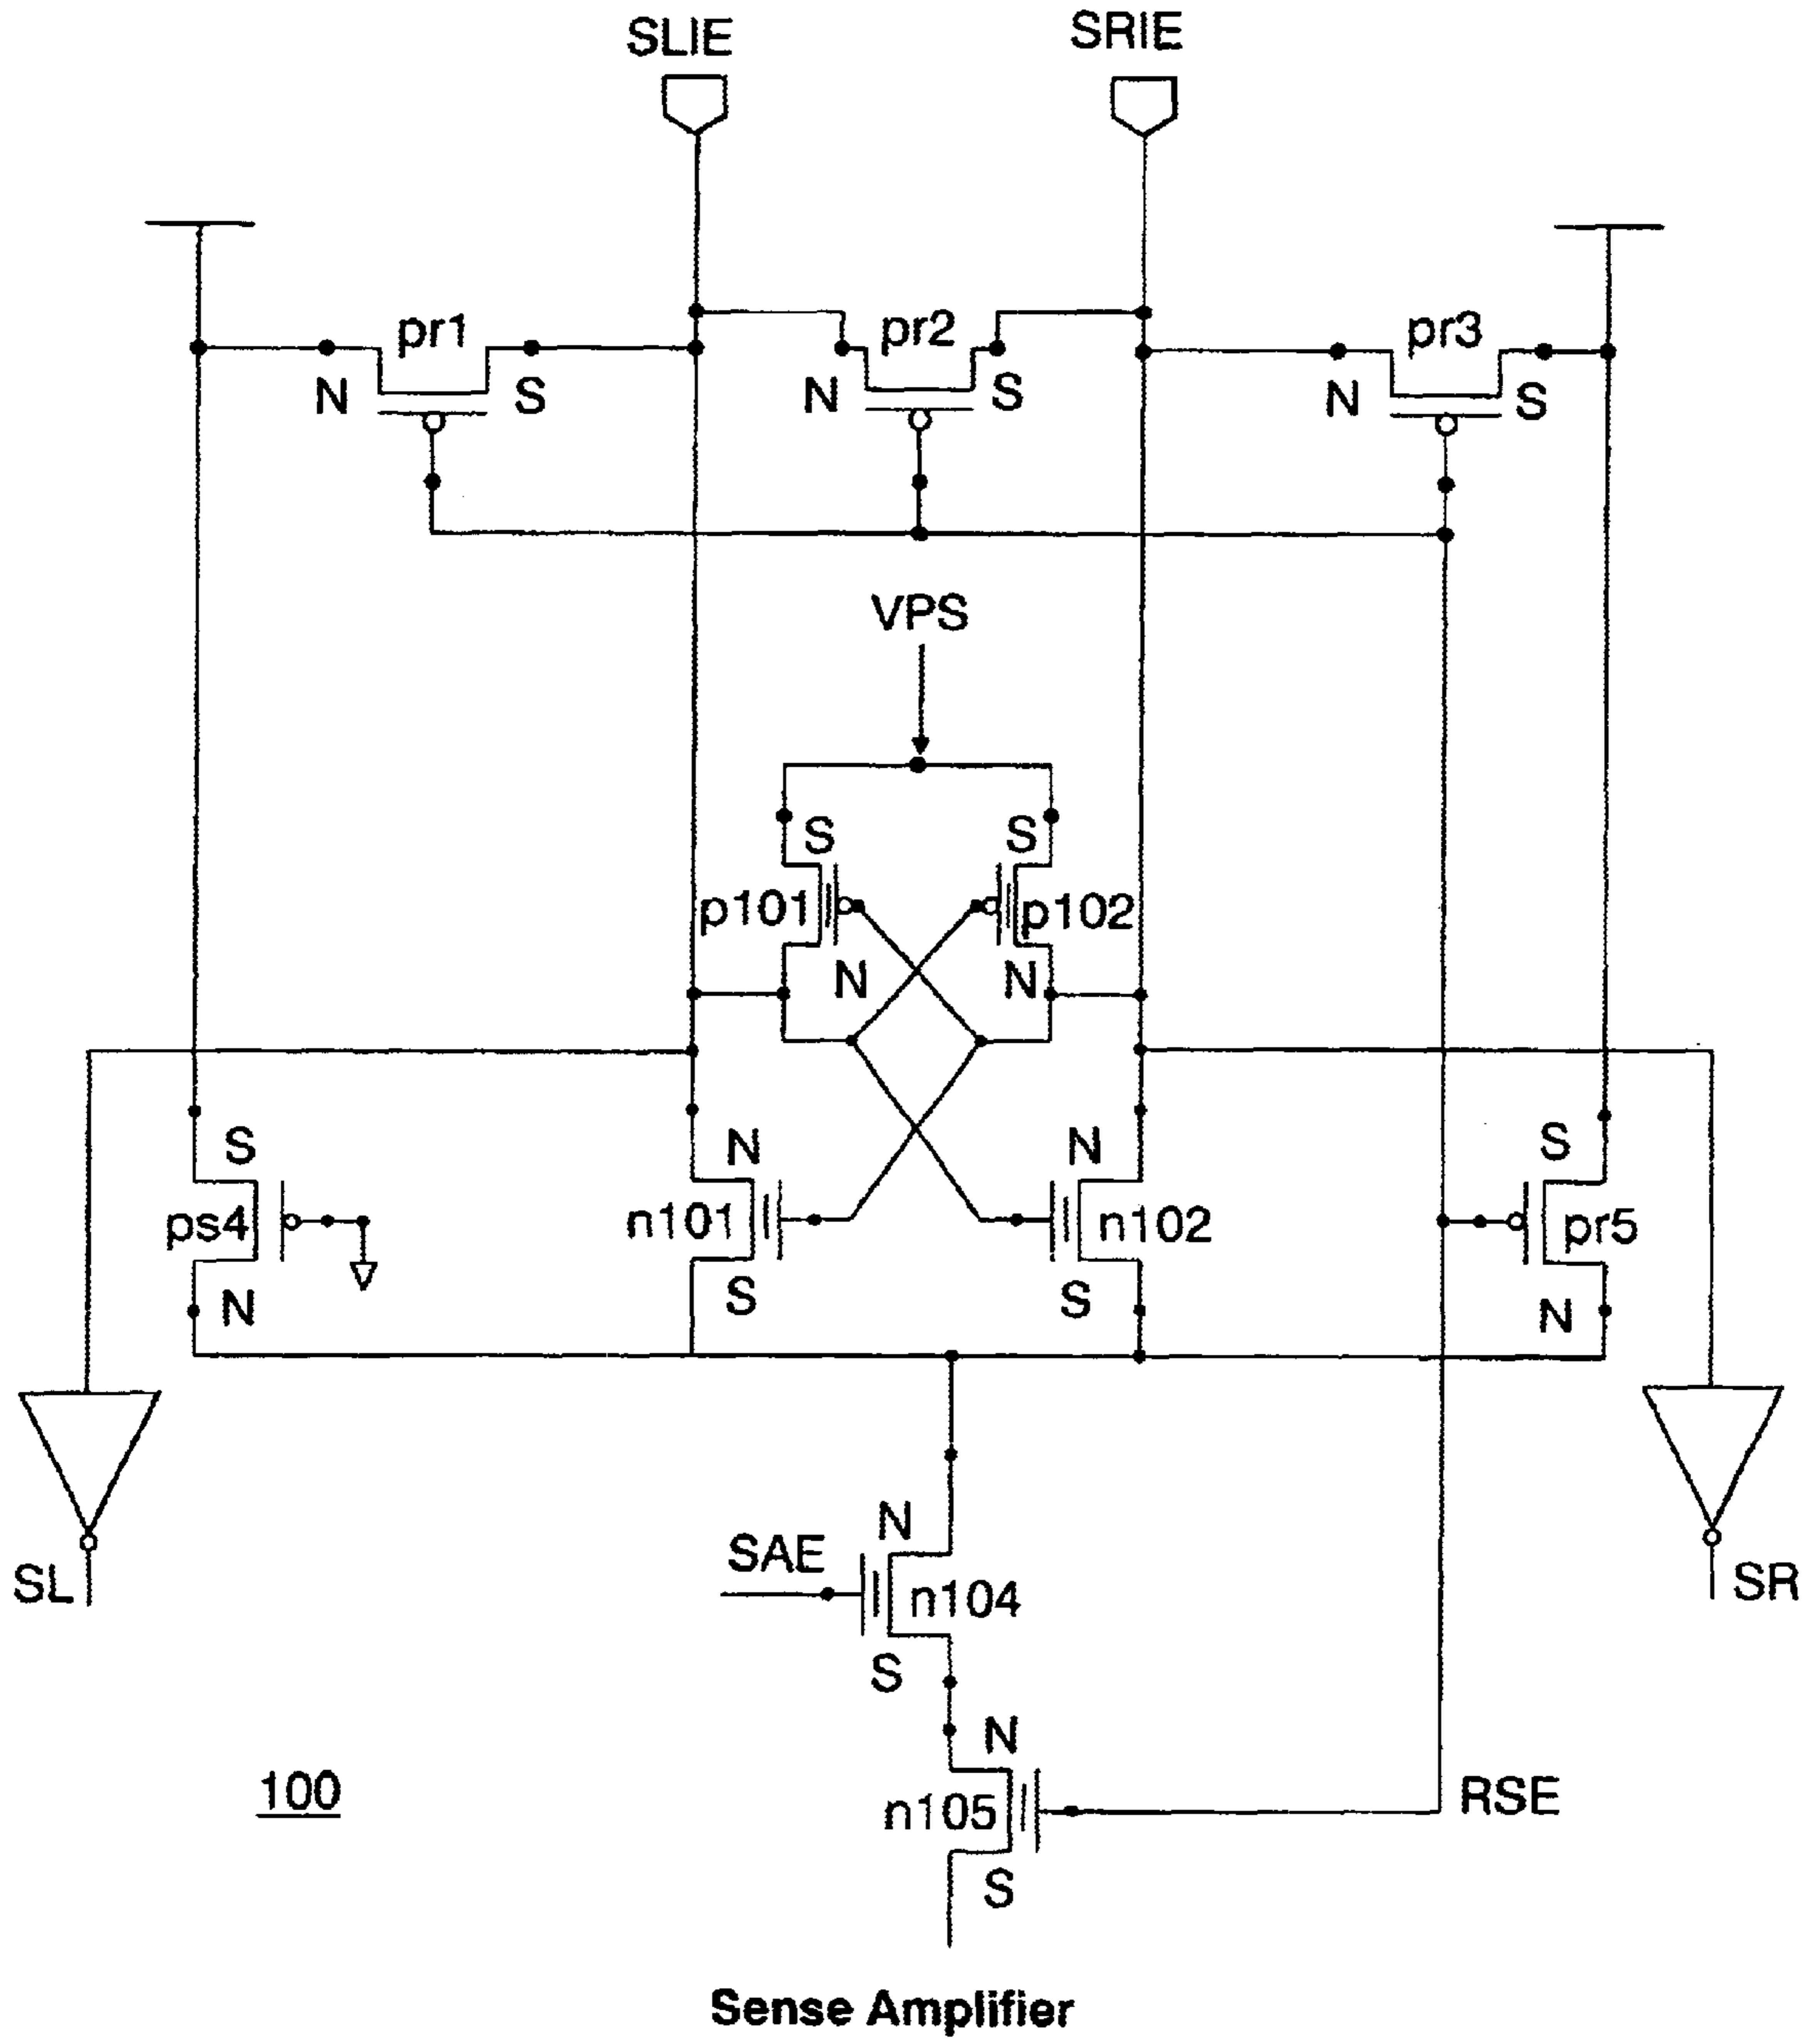 SLIE SRIE
pr1 pr2 pr3
N S N S N S
VPS
S S
p101 p102
N N
S N N S
ps4 n101 n102 pr5
N S S N
N
SAE
n104
SL SR
S
N
100
n105 RSE
S
Sense Amplifier